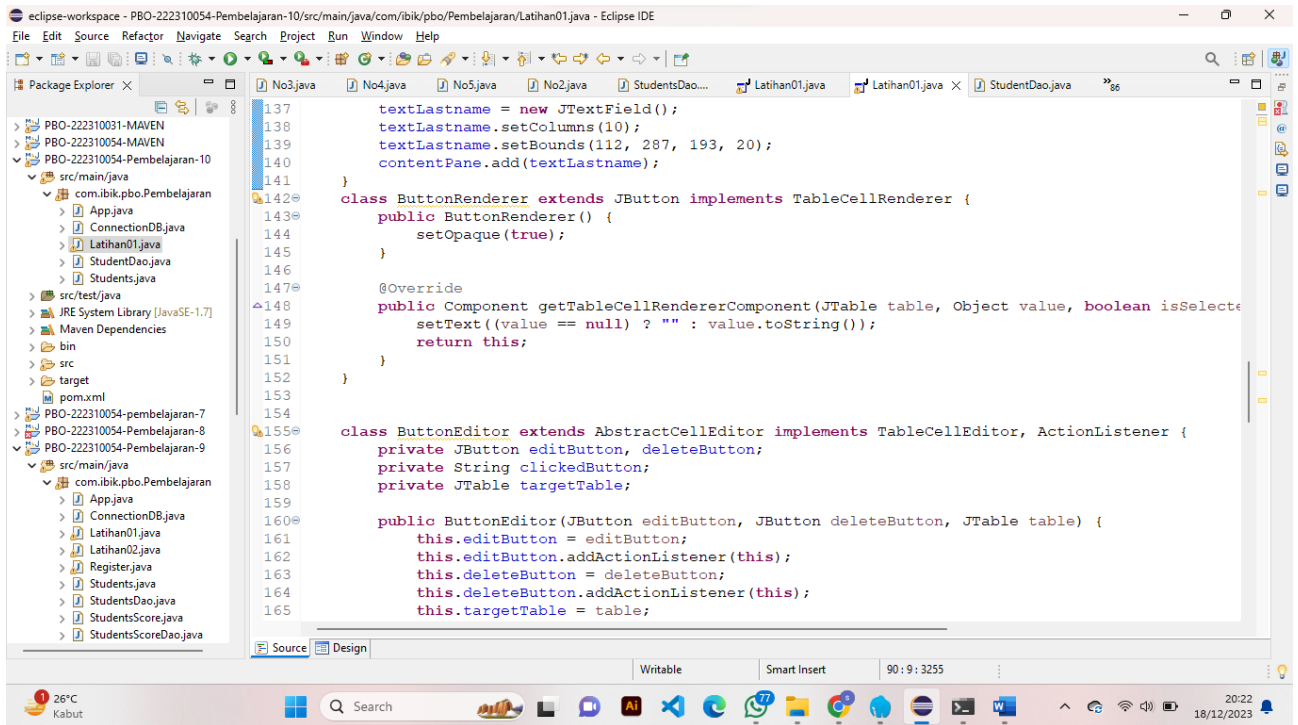 eclipse-workspace - PBO-222310054-Pembelajaran-10/src/main/java/com/ibik/pbo/Pembelajaran/Latihan01.java - Eclipse IDE
File Edit Source Refactor Navigate Search Project Run Window Help
Package Explorer
No3.java No4.java No5.java No2.java StudentsDao.... Latihan01.java Latihan01.java StudentDao.java »86
PBO-222310031-MAVEN
PBO-222310054-MAVEN
PBO-222310054-Pembelajaran-10
src/main/java
com.ibik.pbo.Pembelajaran
App.java
ConnectionDB.java
Latihan01.java
StudentDao.java
Students.java
src/test/java
JRE System Library [JavaSE-1.7]
Maven Dependencies
bin
src
target
pom.xml
PBO-222310054-pembelajaran-7
PBO-222310054-Pembelajaran-8
PBO-222310054-Pembelajaran-9
src/main/java
com.ibik.pbo.Pembelajaran
App.java
ConnectionDB.java
Latihan01.java
Latihan02.java
Register.java
Students.java
StudentsDao.java
StudentsScore.java
StudentsScoreDao.java
137 textLastname = new JTextField();
138 textLastname.setColumns(10);
139 textLastname.setBounds(112, 287, 193, 20);
140 contentPane.add(textLastname);
141 }
142 class ButtonRenderer extends JButton implements TableCellRenderer {
143 public ButtonRenderer() {
144 setOpaque(true);
145 }
146
147 @Override
148 public Component getTableCellRendererComponent(JTable table, Object value, boolean isSelecte
149 setText((value == null) ? "" : value.toString());
150 return this;
151 }
152 }
153
154
155 class ButtonEditor extends AbstractCellEditor implements TableCellEditor, ActionListener {
156 private JButton editButton, deleteButton;
157 private String clickedButton;
158 private JTable targetTable;
159
160 public ButtonEditor(JButton editButton, JButton deleteButton, JTable table) {
161 this.editButton = editButton;
162 this.editButton.addActionListener(this);
163 this.deleteButton = deleteButton;
164 this.deleteButton.addActionListener(this);
165 this.targetTable = table;
Source Design
Writable Smart Insert 90 : 9 : 3255
1
26°C
Kabut
Search
Ai
77
S
W
20:22
18/12/2023